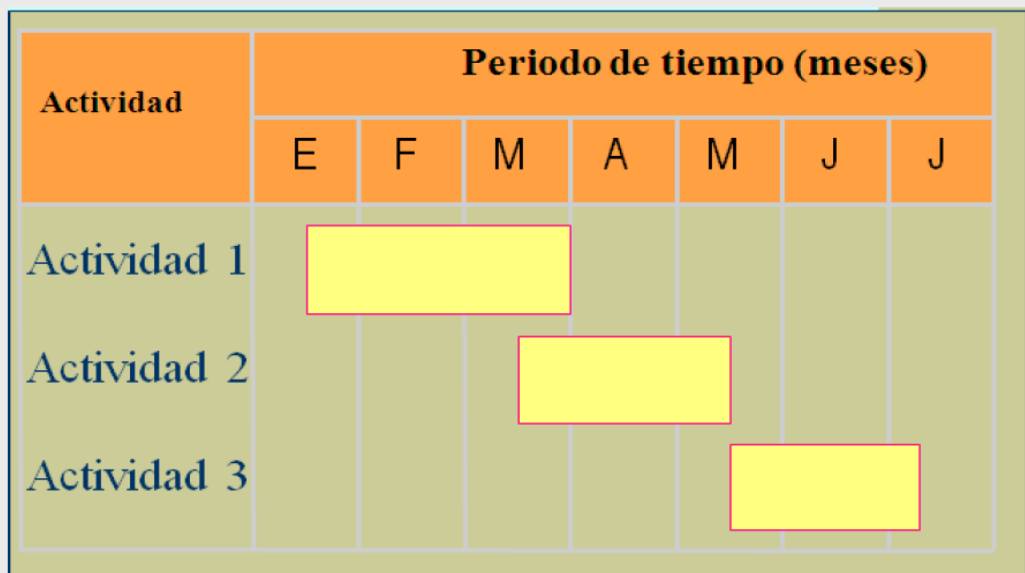 Periodo de tiempo (meses)
Actividad
E F M A M J J
Actividad 1
Actividad 2
Actividad 3